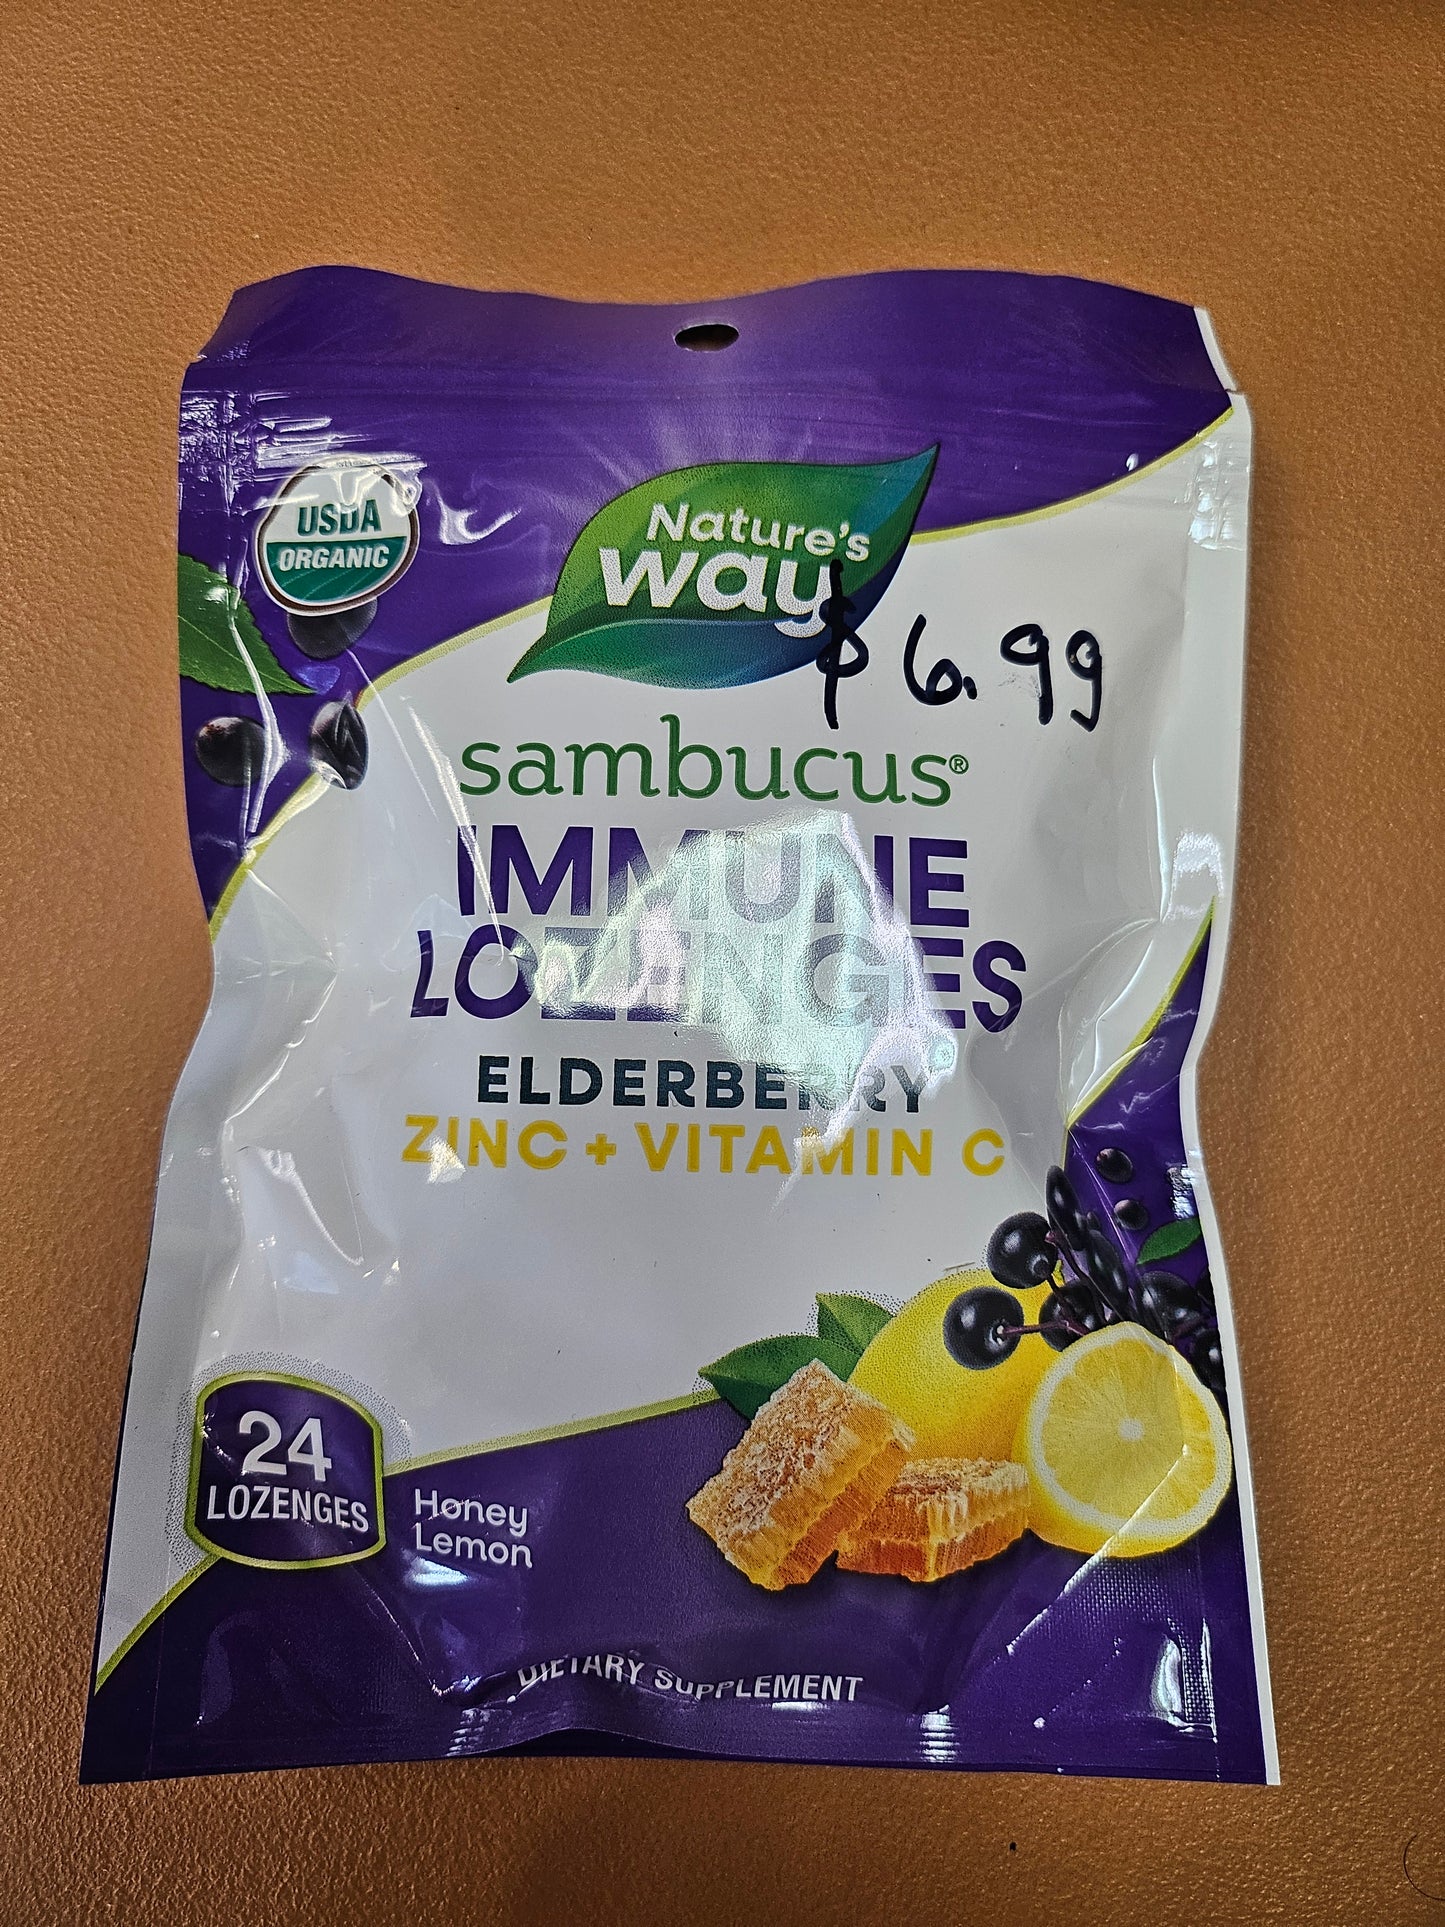 USDA
ORGANIC
Nature's
way
$6.99
sambucus®
IMMUNE
LOZENGES
ELDERBERRY
ZINC + VITAMIN C
24
LOZENGES
Honey
Lemon
DIETARY SUPPLEMENT